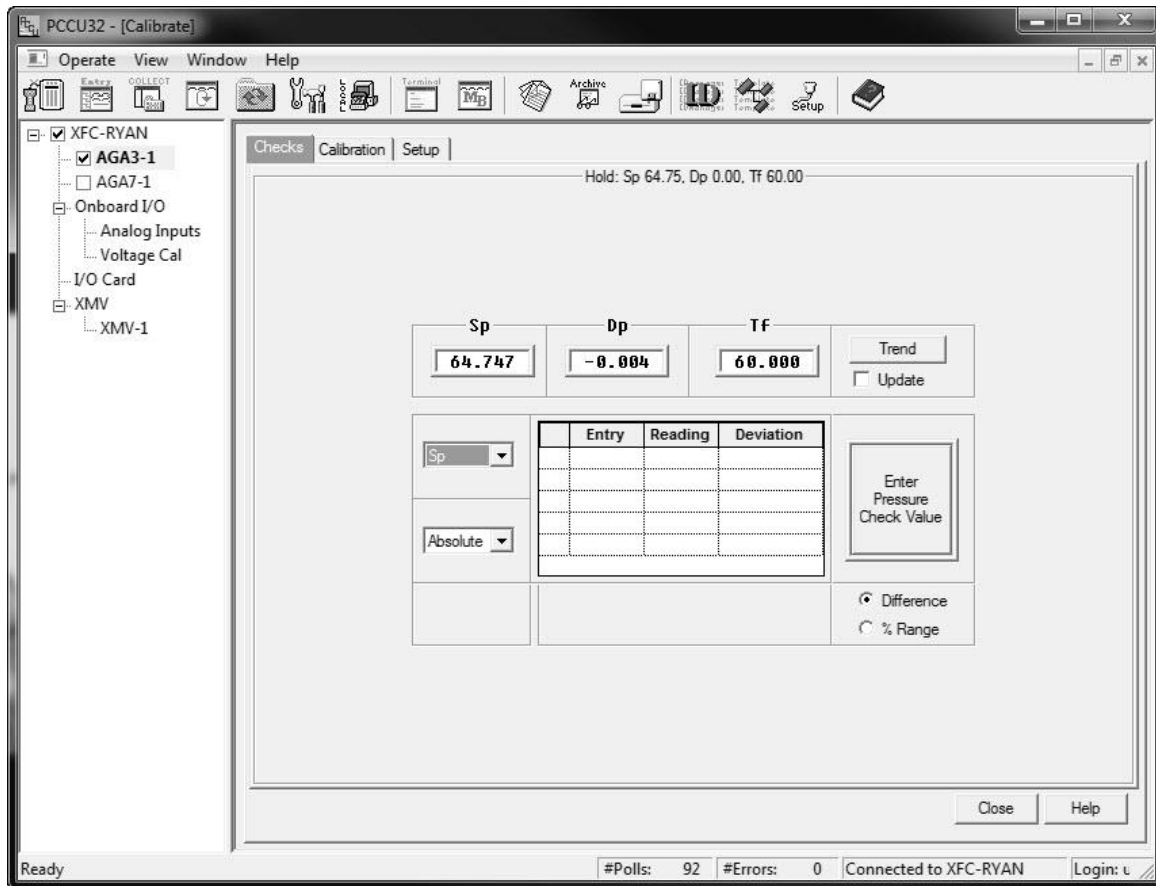 PCCU32 - [Calibrate]
Operate View Window Help
Entry COLLECT LOCAL Terminal MB Archive ID Setup
XFC-RYAN
AGA3-1
AGA7-1
Onboard I/O
Analog Inputs
Voltage Cal
I/O Card
XMV
XMV-1
Checks Calibration Setup
Hold: Sp 64.75, Dp 0.00, Tf 60.00
Sp Dp Tf
64.747 -0.004 60.000
Trend
Update
Entry Reading Deviation
Sp
Absolute
Enter
Pressure
Check Value
Difference
% Range
Close Help
Ready #Polls: 92 #Errors: 0 Connected to XFC-RYAN Login: u